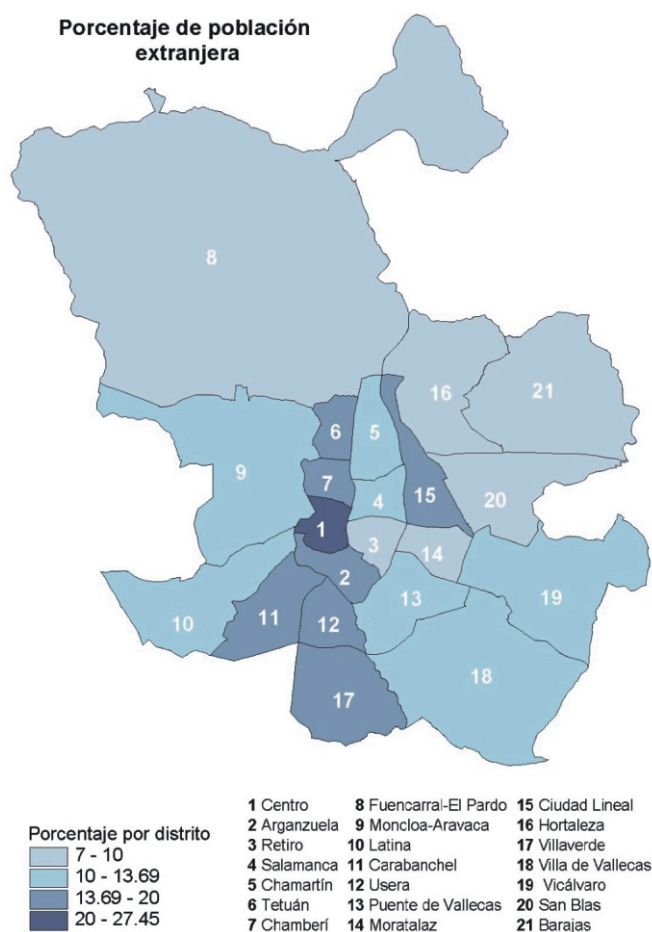 Porcentaje de población
extranjera
8
16
21
6
5
9
7
15
4
20
1
3
14
2
13
19
10
11
12
18
17
Porcentaje por distrito
7 - 10
10 - 13.69
13.69 - 20
20 - 27.45
1 Centro
2 Arganzuela
3 Retiro
4 Salamanca
5 Chamartín
6 Tetuán
7 Chamberí
8 Fuencarral-El Pardo
9 Moncloa-Aravaca
10 Latina
11 Carabanchel
12 Usera
13 Puente de Vallecas
14 Moratalaz
15 Ciudad Lineal
16 Hortaleza
17 Villaverde
18 Villa de Vallecas
19 Vicálvaro
20 San Blas
21 Barajas